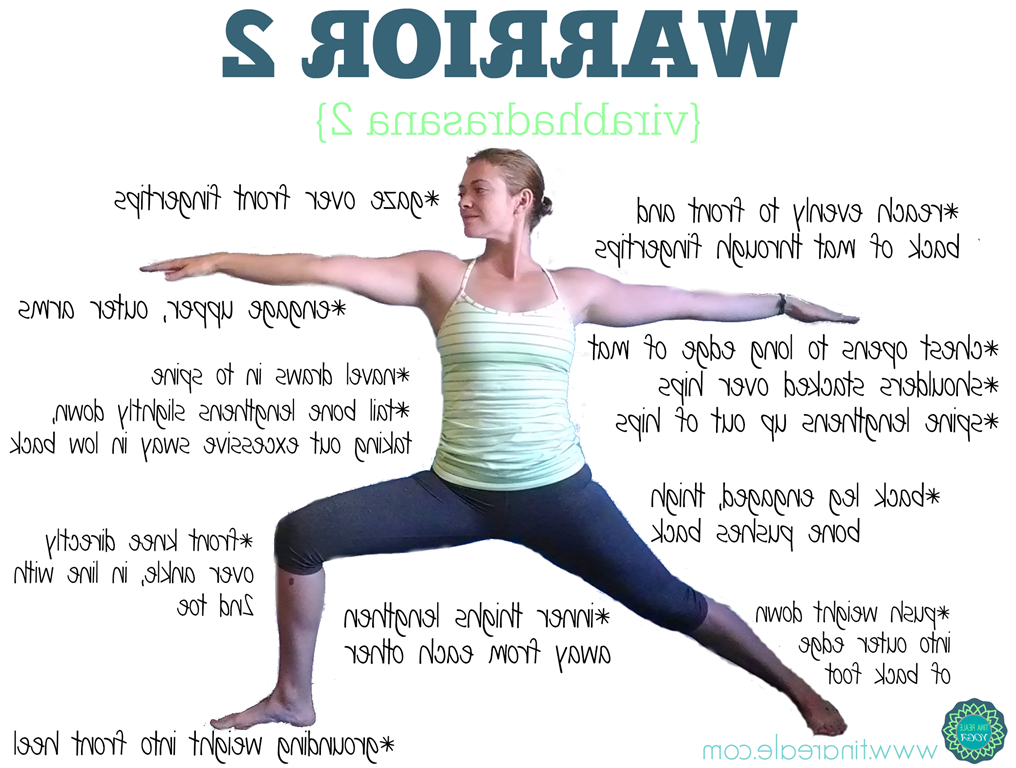 WARRIOR 2
{virabhadrasana 2}
*gaze over front fingertips
*reach evenly to front and
back of mat through fingertips
*engage upper, outer arms
*chest opens to long edge of mat
*shoulders stacked over hips
*spine lengthens up out of hips
*navel draws in to spine
*tail bone lengthens slightly down,
taking out excessive sway in low back
*back leg engaged, thigh
bone pushes back
*front knee directly
over ankle, in line with
2nd toe
*inner thighs lengthen
away from each other
*push weight down
into outer edge
of back foot
*grounding weight into front heel
www.tinareale.com
TINA REALE
YOGA